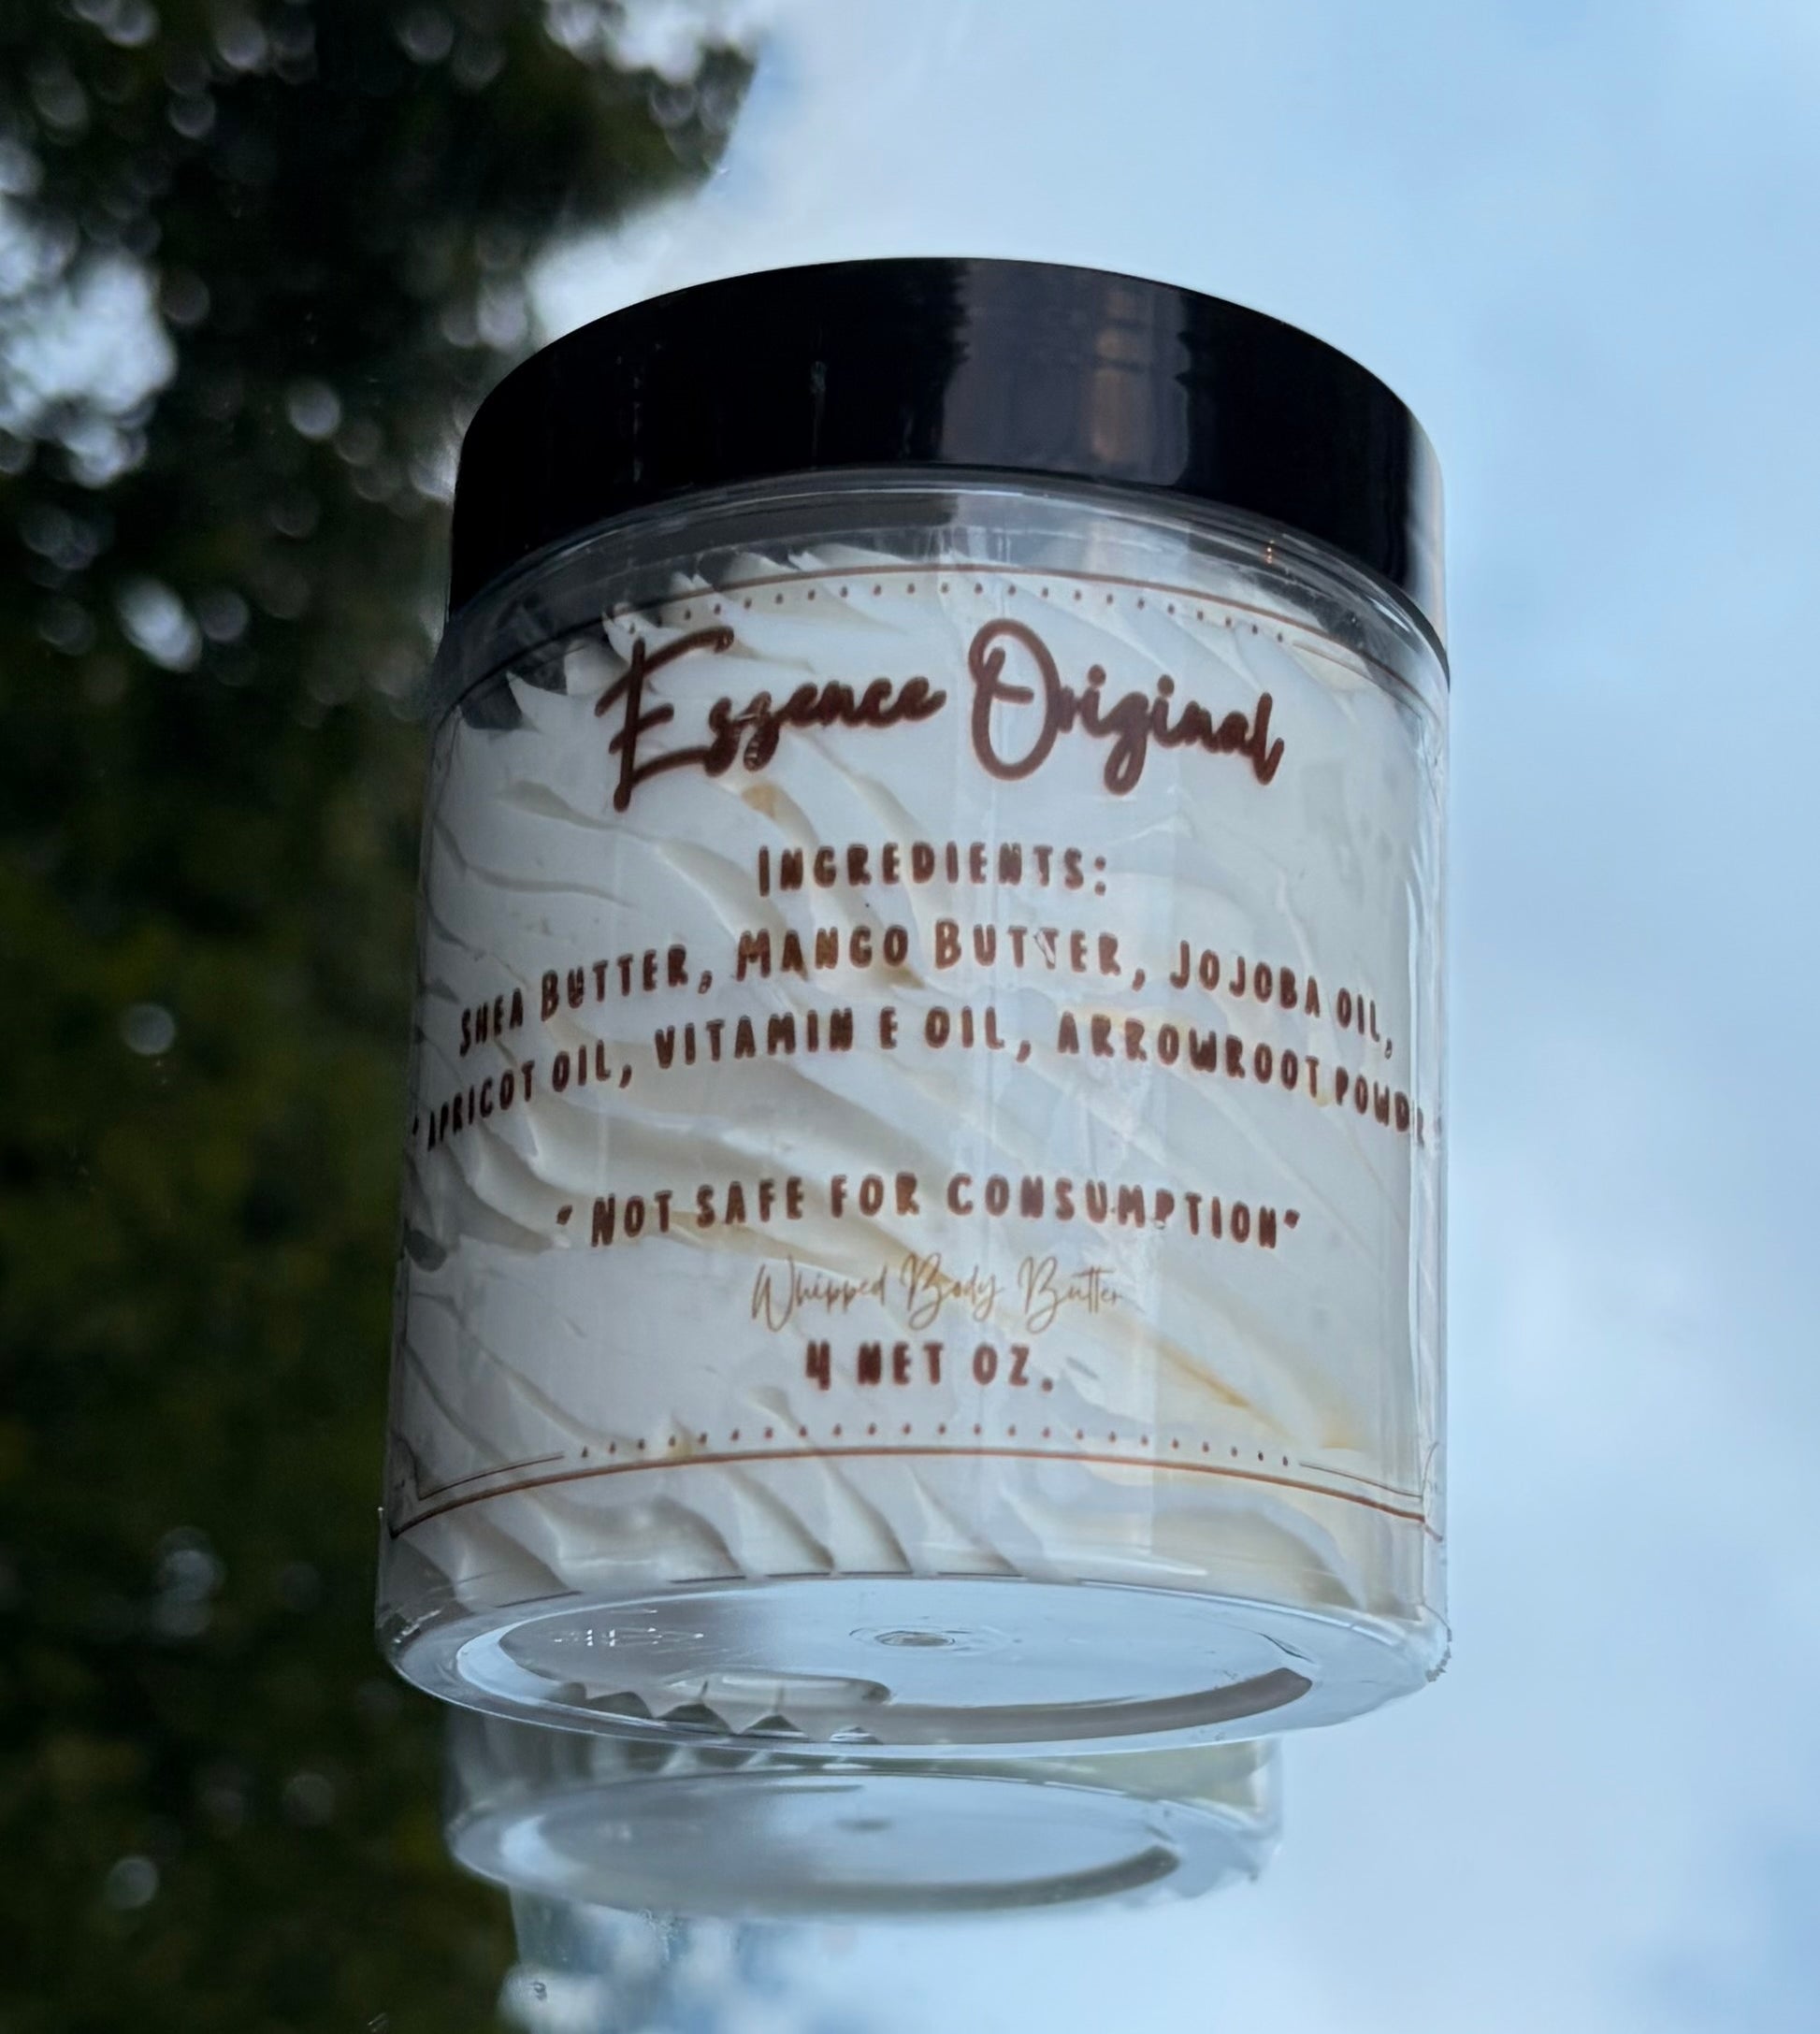 Essence Original
INGREDIENTS:
SHEA BUTTER, MANGO BUTTER, JOJOBA OIL,
APRICOT OIL, VITAMIN E OIL, ARROWROOT
" NOT SAFE FOR CONSUMPTION"
Whipped Body Butter
4 NET OZ.